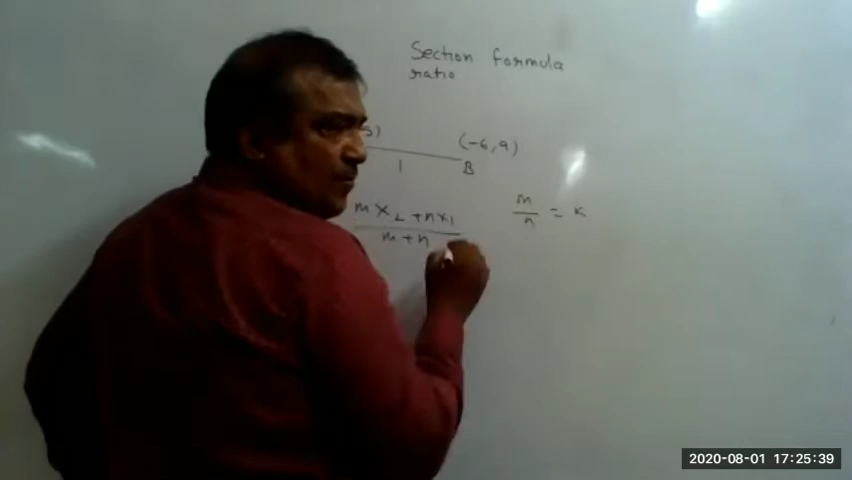 Section formula
ratio
5)
(-6, 9)
1
B
m x₂ + n x₁
m + n
m/n = k
2020-08-01 17:25:39